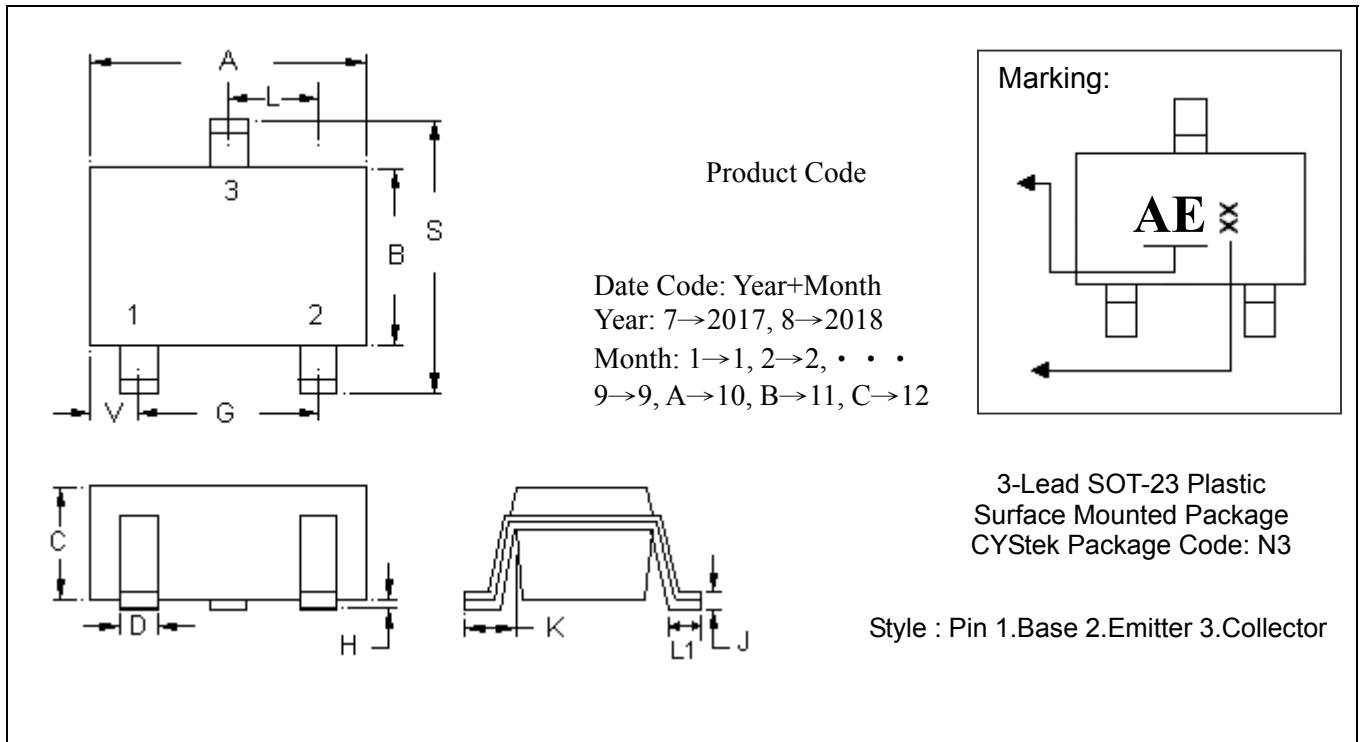 A
L
3
S
B
1
2
V
G
C
D
H
K
L1
J
Product Code
Date Code: Year+Month
Year: 7→2017, 8→2018
Month: 1→1, 2→2, · · ·
9→9, A→10, B→11, C→12
Marking:
AE XX
3-Lead SOT-23 Plastic
Surface Mounted Package
CYStek Package Code: N3
Style : Pin 1.Base 2.Emitter 3.Collector